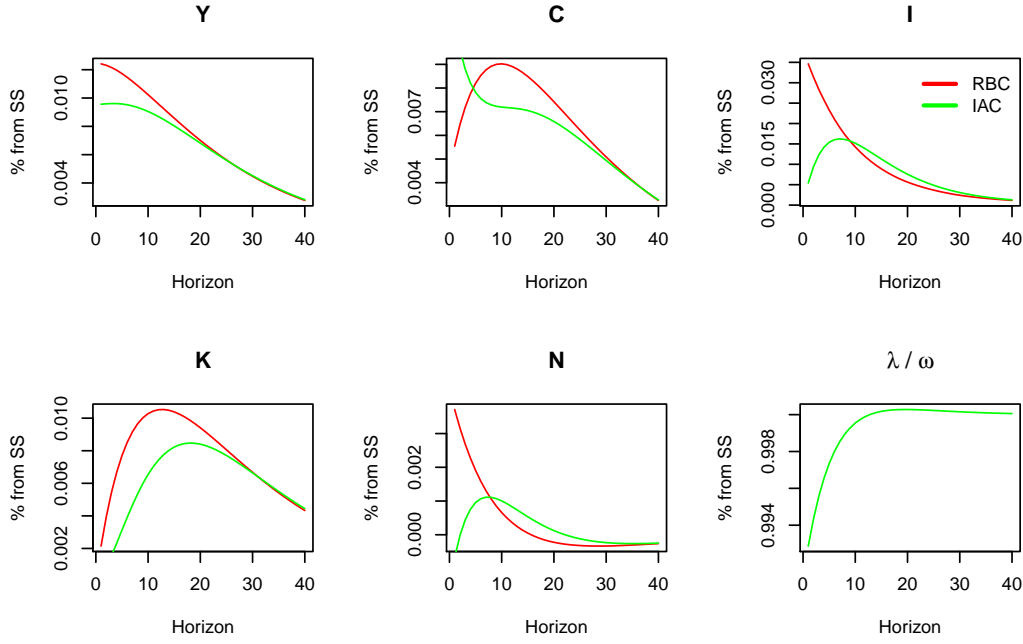 Y
% from SS
0.004
0.010
0 10 20 30 40
Horizon
C
% from SS
0.004
0.007
0 10 20 30 40
Horizon
I
% from SS
0.000
0.015
0.030
RBC
IAC
0 10 20 30 40
Horizon
K
% from SS
0.002
0.006
0.010
0 10 20 30 40
Horizon
N
% from SS
0.000
0.002
0 10 20 30 40
Horizon
λ / ω
% from SS
0.994
0.998
0 10 20 30 40
Horizon